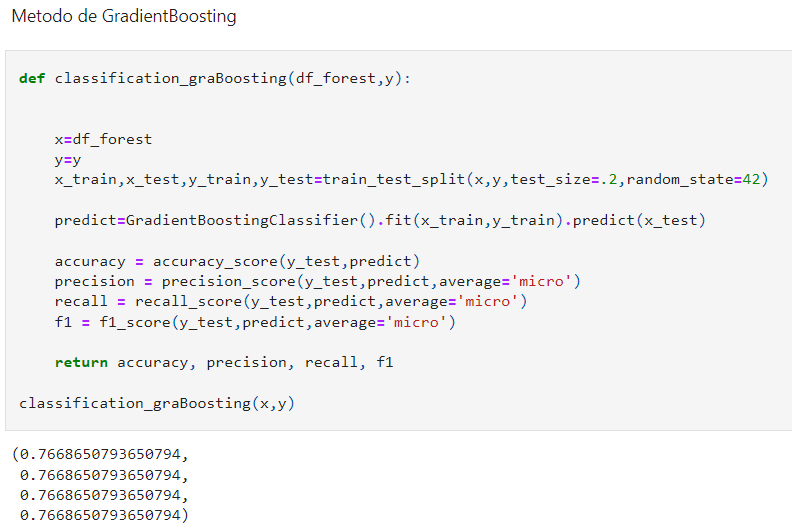 Metodo de GradientBoosting
def classification_graBoosting(df_forest,y):
x=df_forest
y=y
x_train,x_test,y_train,y_test=train_test_split(x,y,test_size=.2,random_state=42)
predict=GradientBoostingClassifier().fit(x_train,y_train).predict(x_test)
accuracy = accuracy_score(y_test,predict)
precision = precision_score(y_test,predict,average='micro')
recall = recall_score(y_test,predict,average='micro')
f1 = f1_score(y_test,predict,average='micro')
return accuracy, precision, recall, f1
classification_graBoosting(x,y)
(0.7668650793650794,
0.7668650793650794,
0.7668650793650794,
0.7668650793650794)